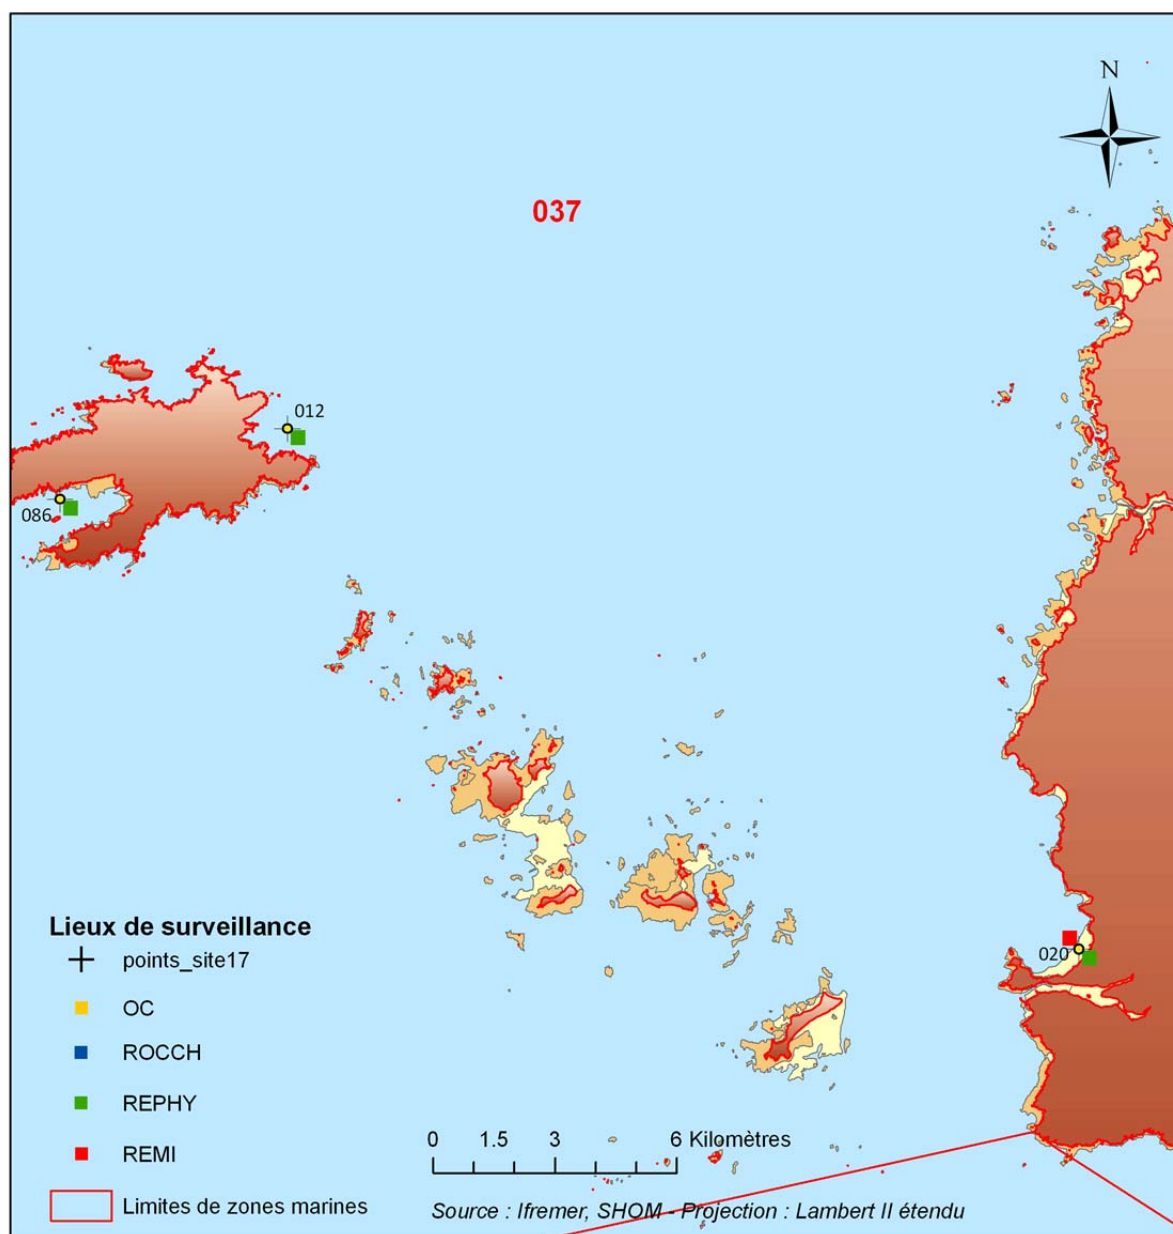 N
037
012
086
020
Lieux de surveillance
points_site17
OC
ROCCH
REPHY
REMI
Limites de zones marines
0 1.5 3 6 Kilomètres
Source : Ifremer, SHOM - Projection : Lambert II étendu